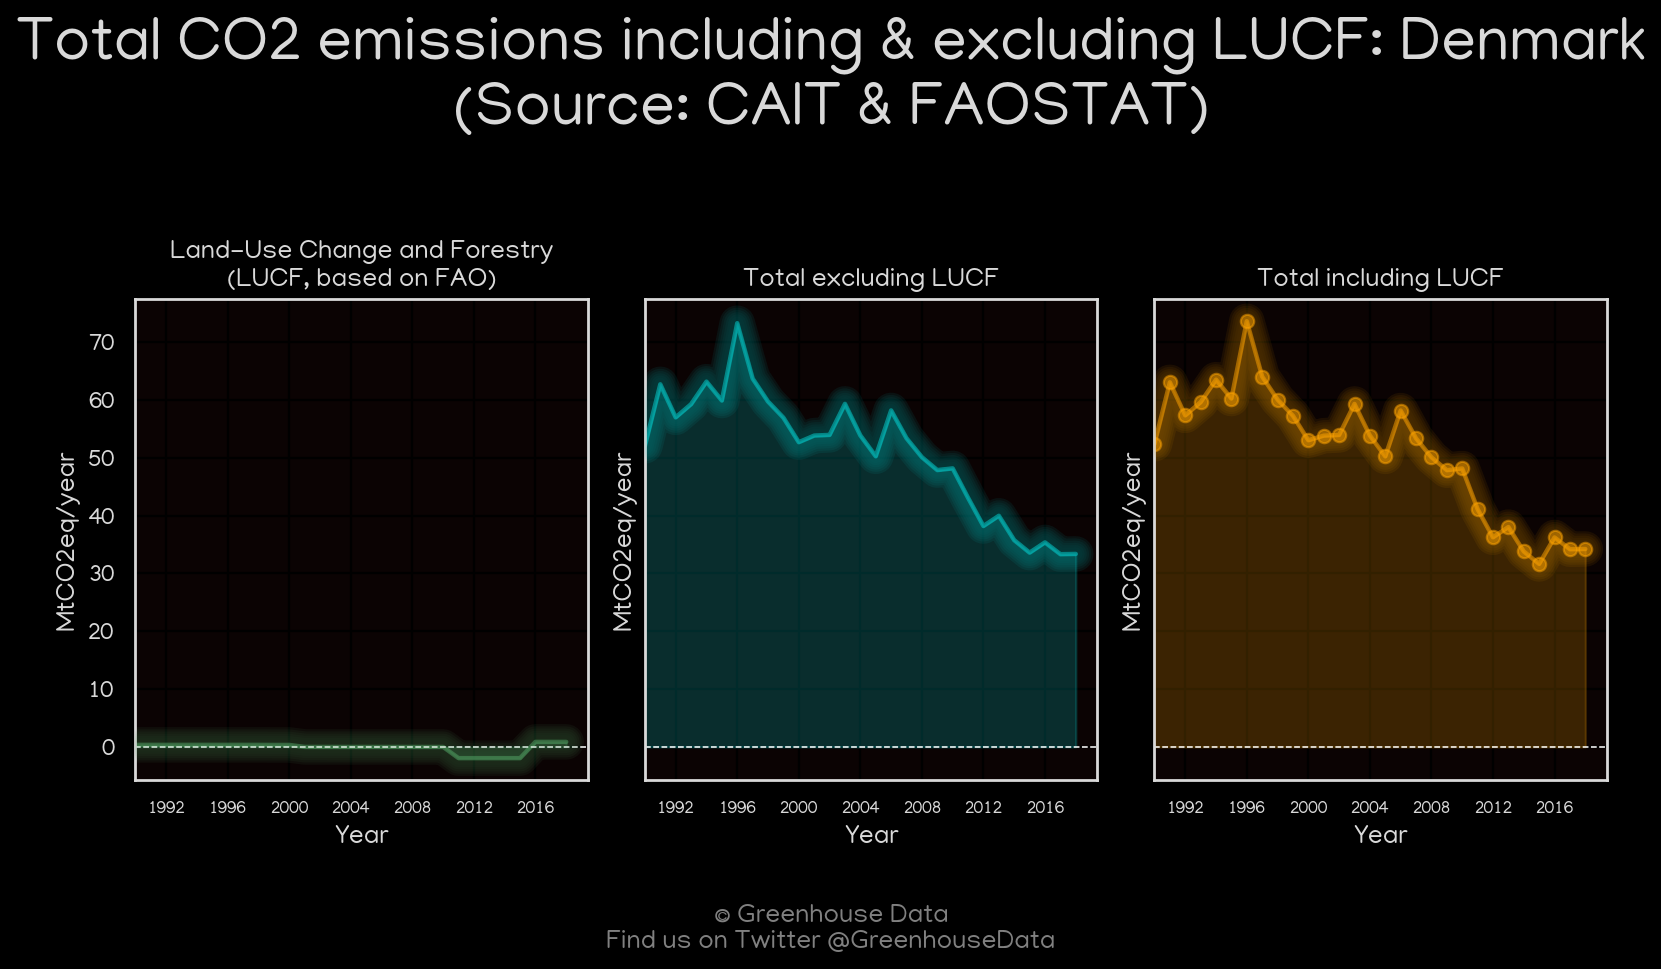 Total CO2 emissions including & excluding LUCF: Denmark
(Source: CAIT & FAOSTAT)
Land-Use Change and Forestry
(LUCF, based on FAO)
Total excluding LUCF
Total including LUCF
MtCO2eq/year
70
60
50
40
30
20
10
0
1992 1996 2000 2004 2008 2012 2016
Year
MtCO2eq/year
1992 1996 2000 2004 2008 2012 2016
Year
MtCO2eq/year
1992 1996 2000 2004 2008 2012 2016
Year
© Greenhouse Data
Find us on Twitter @GreenhouseData